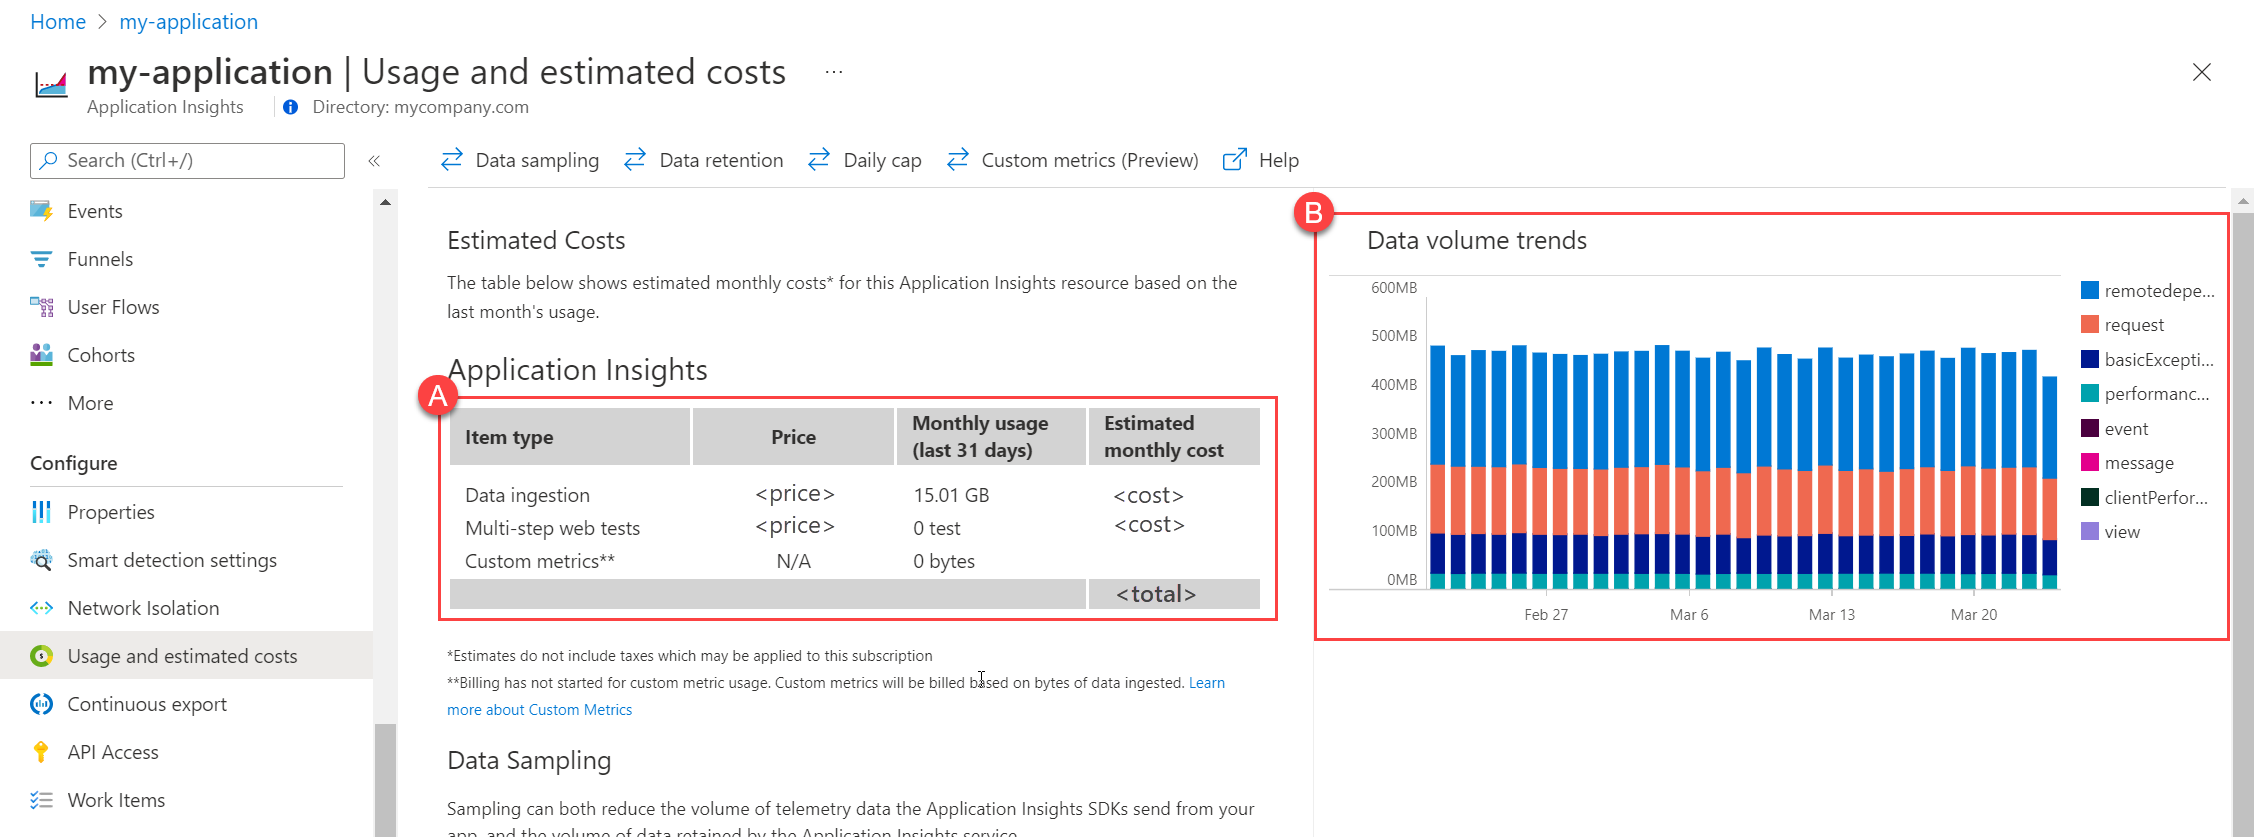 Home > my-application
my-application | Usage and estimated costs ...
Application Insights
Directory: mycompany.com
Search (Ctrl+/)
«
Events
Funnels
User Flows
Cohorts
More
Configure
Properties
Smart detection settings
Network Isolation
Usage and estimated costs
Continuous export
API Access
Work Items
Data sampling
Data retention
Daily cap
Custom metrics (Preview)
Help
Estimated Costs
The table below shows estimated monthly costs* for this Application Insights resource based on the
last month's usage.
Application Insights
A
Item type
Price
Monthly usage
(last 31 days)
Estimated
monthly cost
Data ingestion <price> 15.01 GB <cost>
Multi-step web tests <price> 0 test <cost>
Custom metrics** N/A 0 bytes
<total>
*Estimates do not include taxes which may be applied to this subscription
**Billing has not started for custom metric usage. Custom metrics will be billed based on bytes of data ingested. Learn
more about Custom Metrics
Data Sampling
Sampling can both reduce the volume of telemetry data the Application Insights SDKs send from your
app, and the volume of data retained by the Application Insights service.
B
Data volume trends
600MB
500MB
400MB
300MB
200MB
100MB
0MB
Feb 27 Mar 6 Mar 13 Mar 20
remotedepe...
request
basicExcepti...
performanc...
event
message
clientPerfor...
view